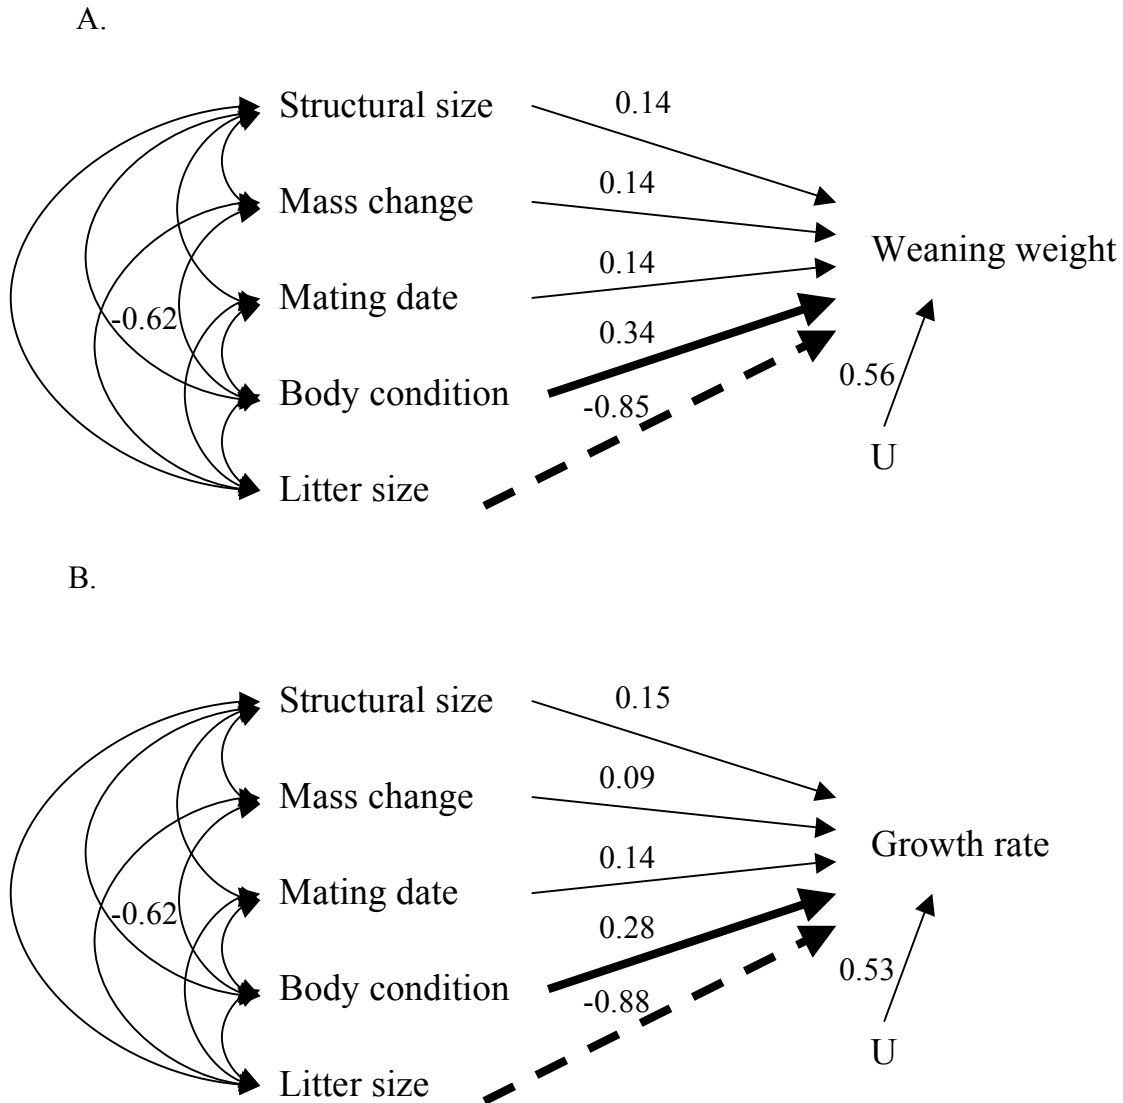 A.
Structural size
0.14
Mass change
0.14
Weaning weight
Mating date
0.14
-0.62
0.34
Body condition
-0.85
0.56
U
Litter size
B.
Structural size
0.15
Mass change
0.09
Growth rate
Mating date
0.14
-0.62
0.28
Body condition
-0.88
0.53
U
Litter size